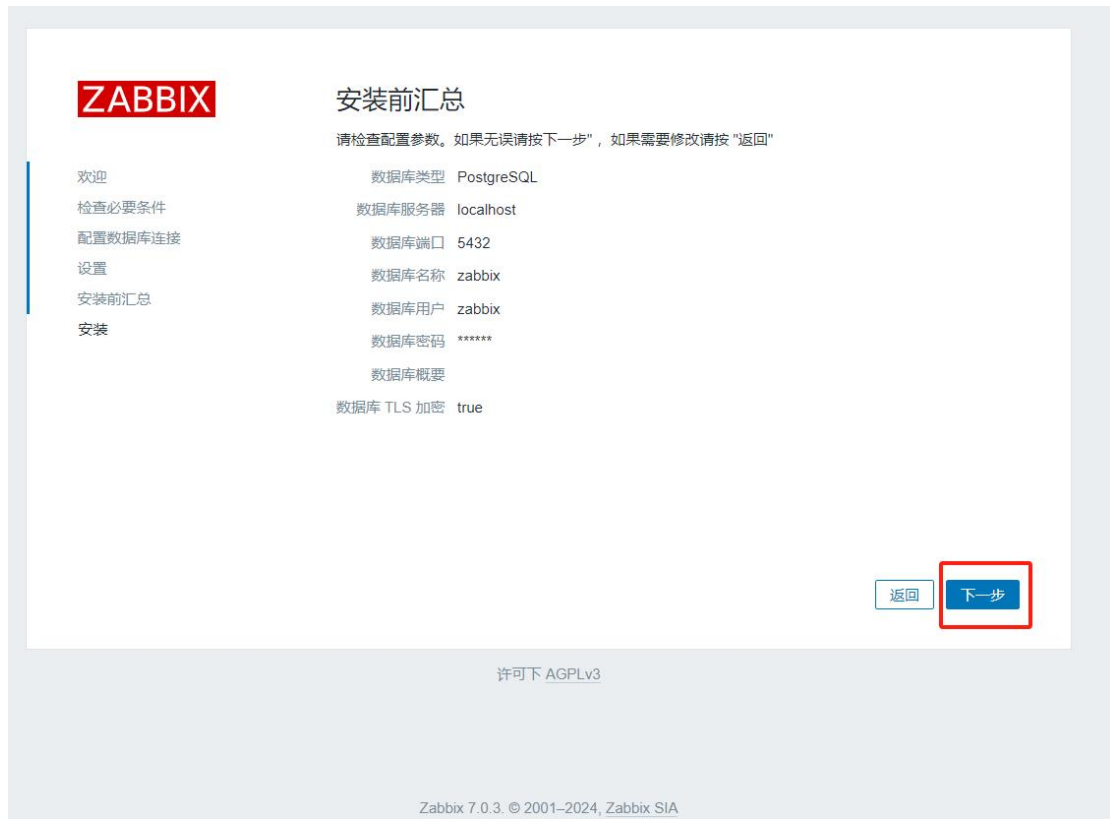 ZABBIX
安装前汇总
请检查配置参数。如果无误请按下一步"，如果需要修改请按 "返回"
欢迎
检查必要条件
配置数据库连接
设置
安装前汇总
安装
数据库类型 PostgreSQL
数据库服务器 localhost
数据库端口 5432
数据库名称 zabbix
数据库用户 zabbix
数据库密码 ******
数据库概要
数据库 TLS 加密 true
返回 下一步
许可下 AGPLv3
Zabbix 7.0.3. © 2001–2024, Zabbix SIA